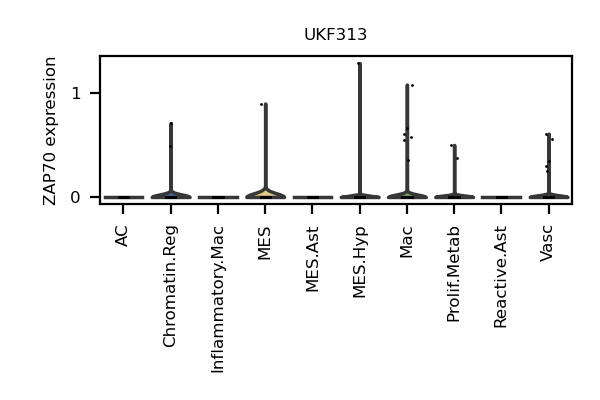 UKF313
ZAP70 expression
1
0
AC
Chromatin.Reg
Inflammatory.Mac
MES
MES.Ast
MES.Hyp
Mac
Prolif.Metab
Reactive.Ast
Vasc